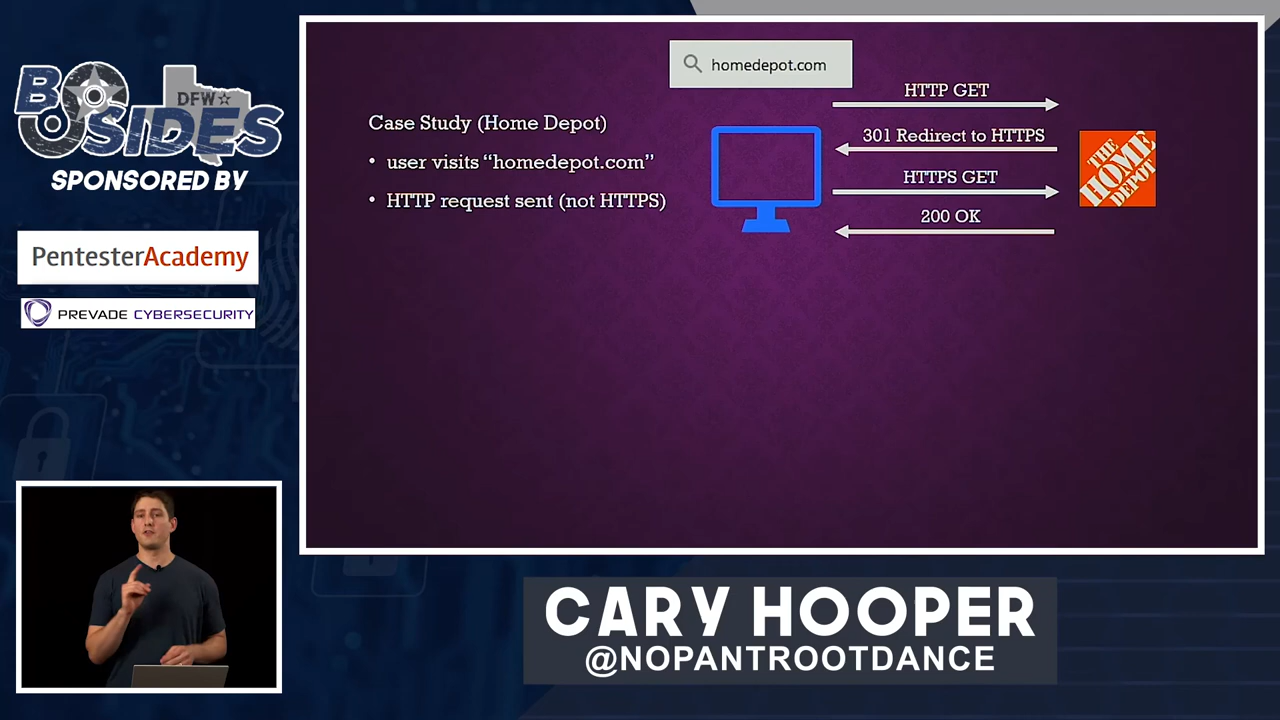 BSIDES
DFW
SPONSORED BY
PentesterAcademy
PREVADE CYBERSECURITY
homedepot.com
Case Study (Home Depot)
• user visits “homedepot.com”
• HTTP request sent (not HTTPS)
HTTP GET
301 Redirect to HTTPS
HTTPS GET
200 OK
THE
HOME
DEPOT
CARY HOOPER
@NOPANTROOTDANCE